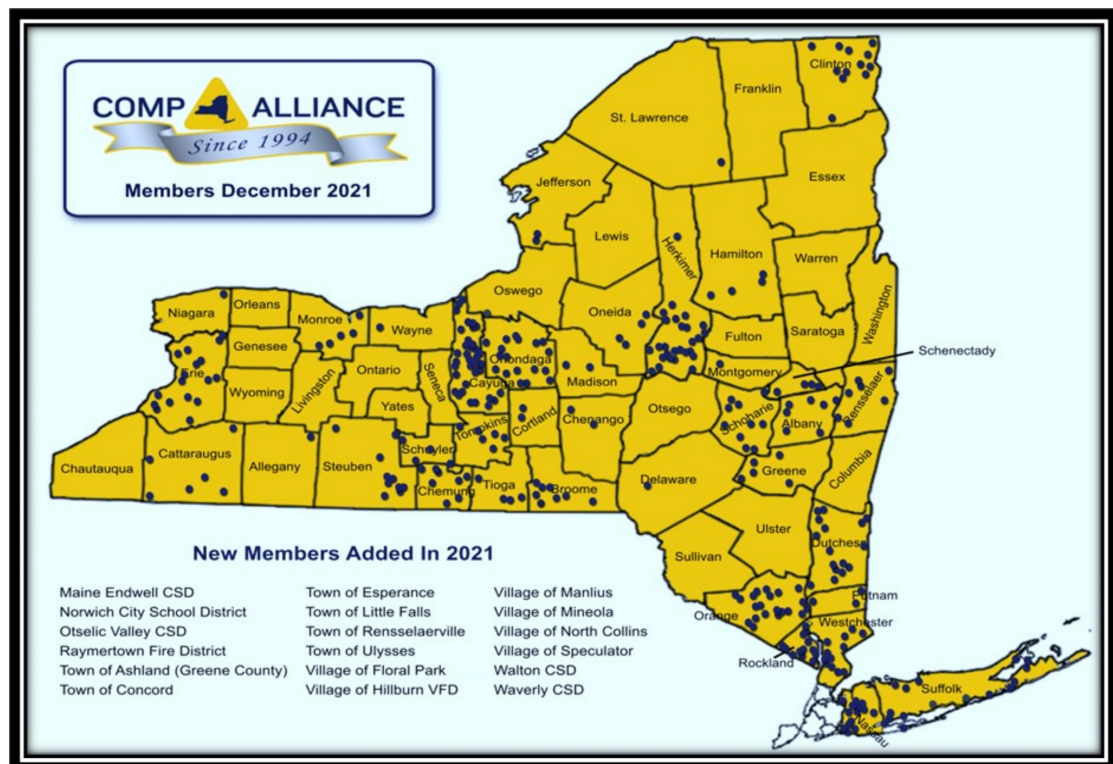 COMP ALLIANCE
Since 1994
Members December 2021
Clinton
Franklin
St. Lawrence
Essex
Jefferson
Lewis
Herkimer
Hamilton
Warren
Washington
Oswego
Oneida
Fulton
Saratoga
Niagara
Orleans
Monroe
Wayne
Genesee
Schenectady
Erie
Onondaga
Ontario
Seneca
Cayuga
Madison
Montgomery
Wyoming
Livingston
Yates
Otsego
Schoharie
Albany
Rensselaer
Tompkins
Cortland
Chenango
Chautauqua
Cattaraugus
Allegany
Steuben
Schuyler
Chemung
Tioga
Broome
Delaware
Greene
Columbia
Ulster
Sullivan
Dutchess
Orange
Putnam
Westchester
Rockland
Suffolk
Nassau
New Members Added In 2021
Maine Endwell CSD
Norwich City School District
Otselic Valley CSD
Raymertown Fire District
Town of Ashland (Greene County)
Town of Concord
Town of Esperance
Town of Little Falls
Town of Rensselaerville
Town of Ulysses
Village of Floral Park
Village of Hillburn VFD
Village of Manlius
Village of Mineola
Village of North Collins
Village of Speculator
Walton CSD
Waverly CSD